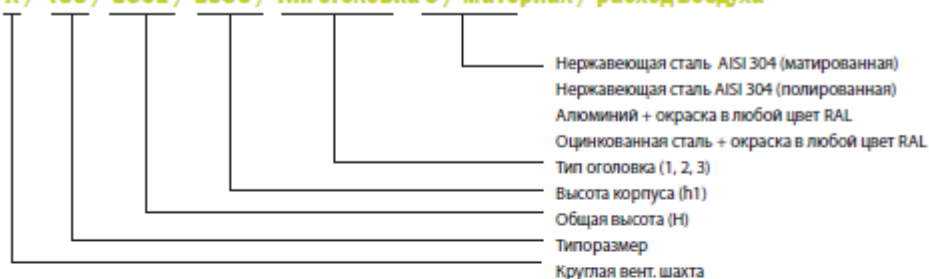 Нержавеющая сталь AISI 304 (матированная)
Нержавеющая сталь AISI 304 (полированная)
Алюминий + окраска в любой цвет RAL
Оцинкованная сталь + окраска в любой цвет RAL
Тип оголовка (1, 2, 3)
Высота корпуса (h1)
Общая высота (H)
Типоразмер
Круглая вент. шахта